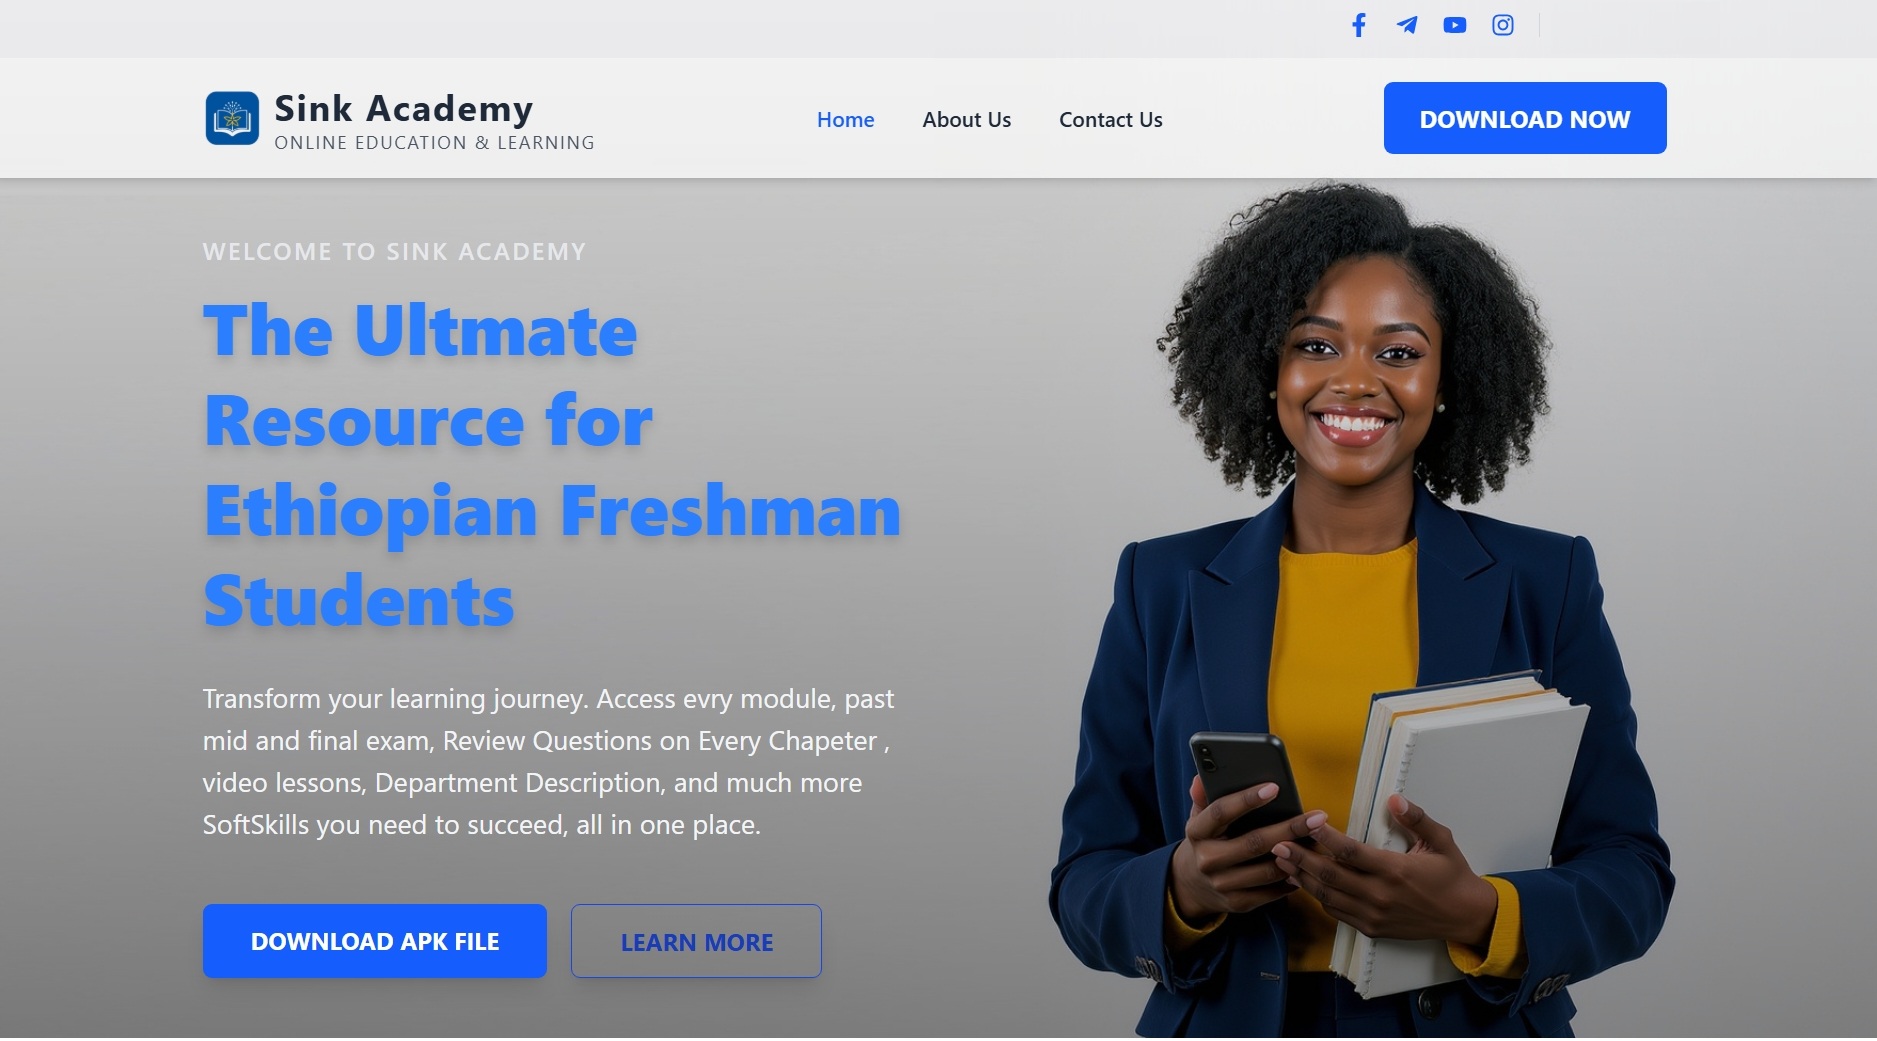 Sink Academy
ONLINE EDUCATION & LEARNING
Home
About Us
Contact Us
DOWNLOAD NOW
WELCOME TO SINK ACADEMY
The Ultmate
Resource for
Ethiopian Freshman
Students
Transform your learning journey. Access evry module, past
mid and final exam, Review Questions on Every Chapeter ,
video lessons, Department Description, and much more
SoftSkills you need to succeed, all in one place.
DOWNLOAD APK FILE
LEARN MORE